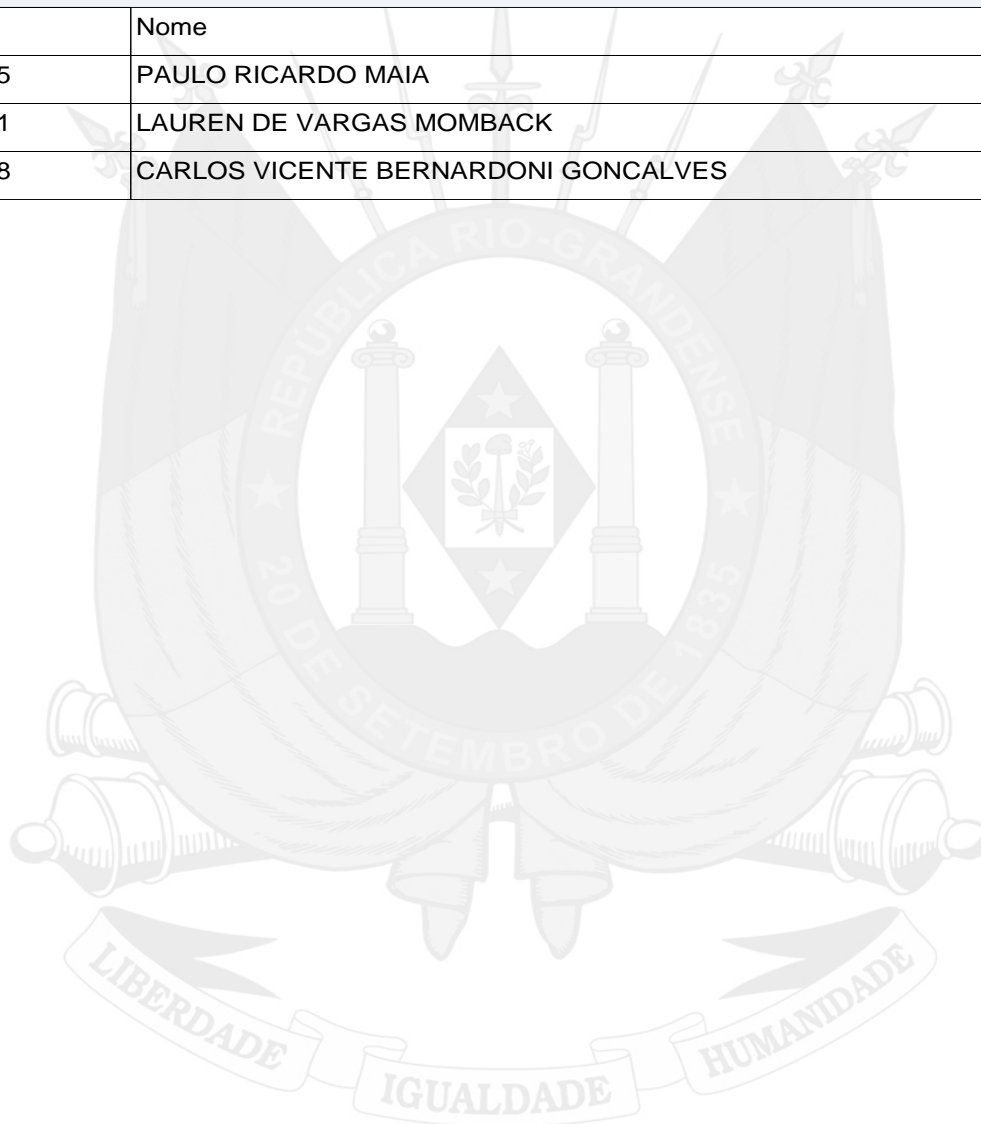 Nome
5 PAULO RICARDO MAIA
1 LAUREN DE VARGAS MOMBACK
8 CARLOS VICENTE BERNARDONI GONCALVES
REPÚBLICA RIO-GRANDENSE
20 DE SETEMBRO DE 1835
LIBERDADE IGUALDADE HUMANIDADE